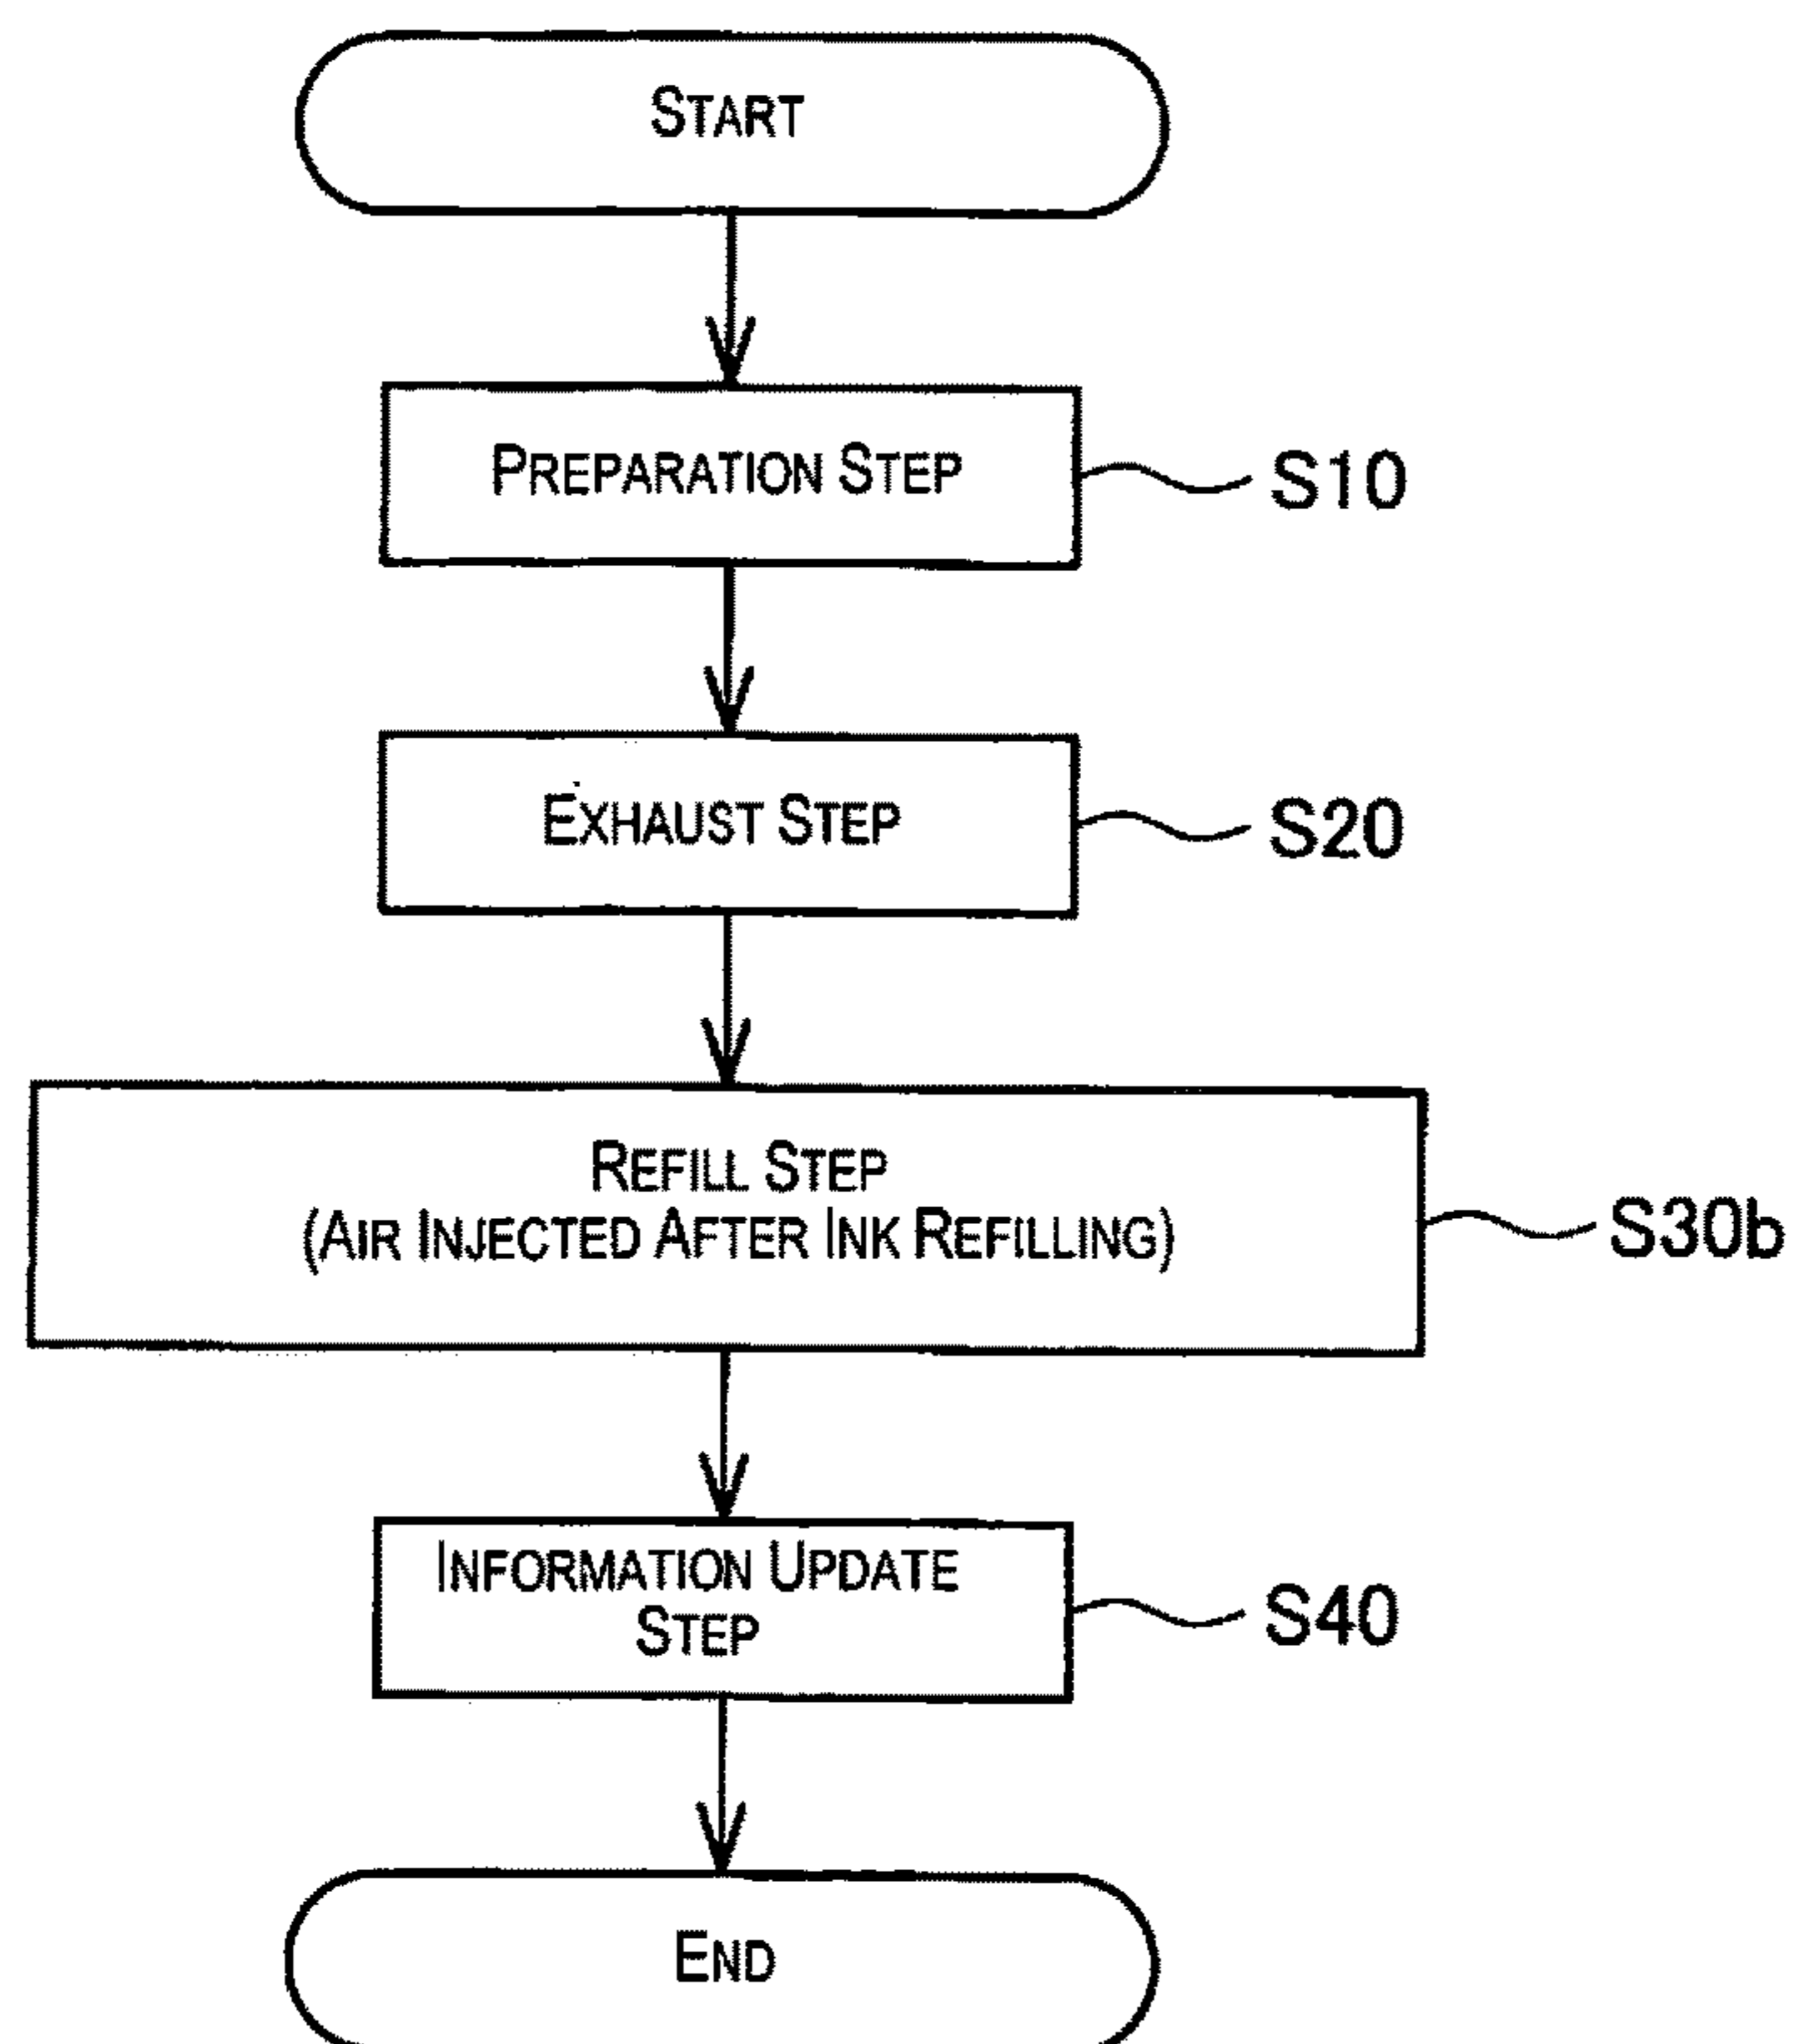 START
PREPARATION STEP
S10
EXHAUST STEP
S20
REFILL STEP
(AIR INJECTED AFTER INK REFILLING)
S30b
INFORMATION UPDATE
STEP
S40
END